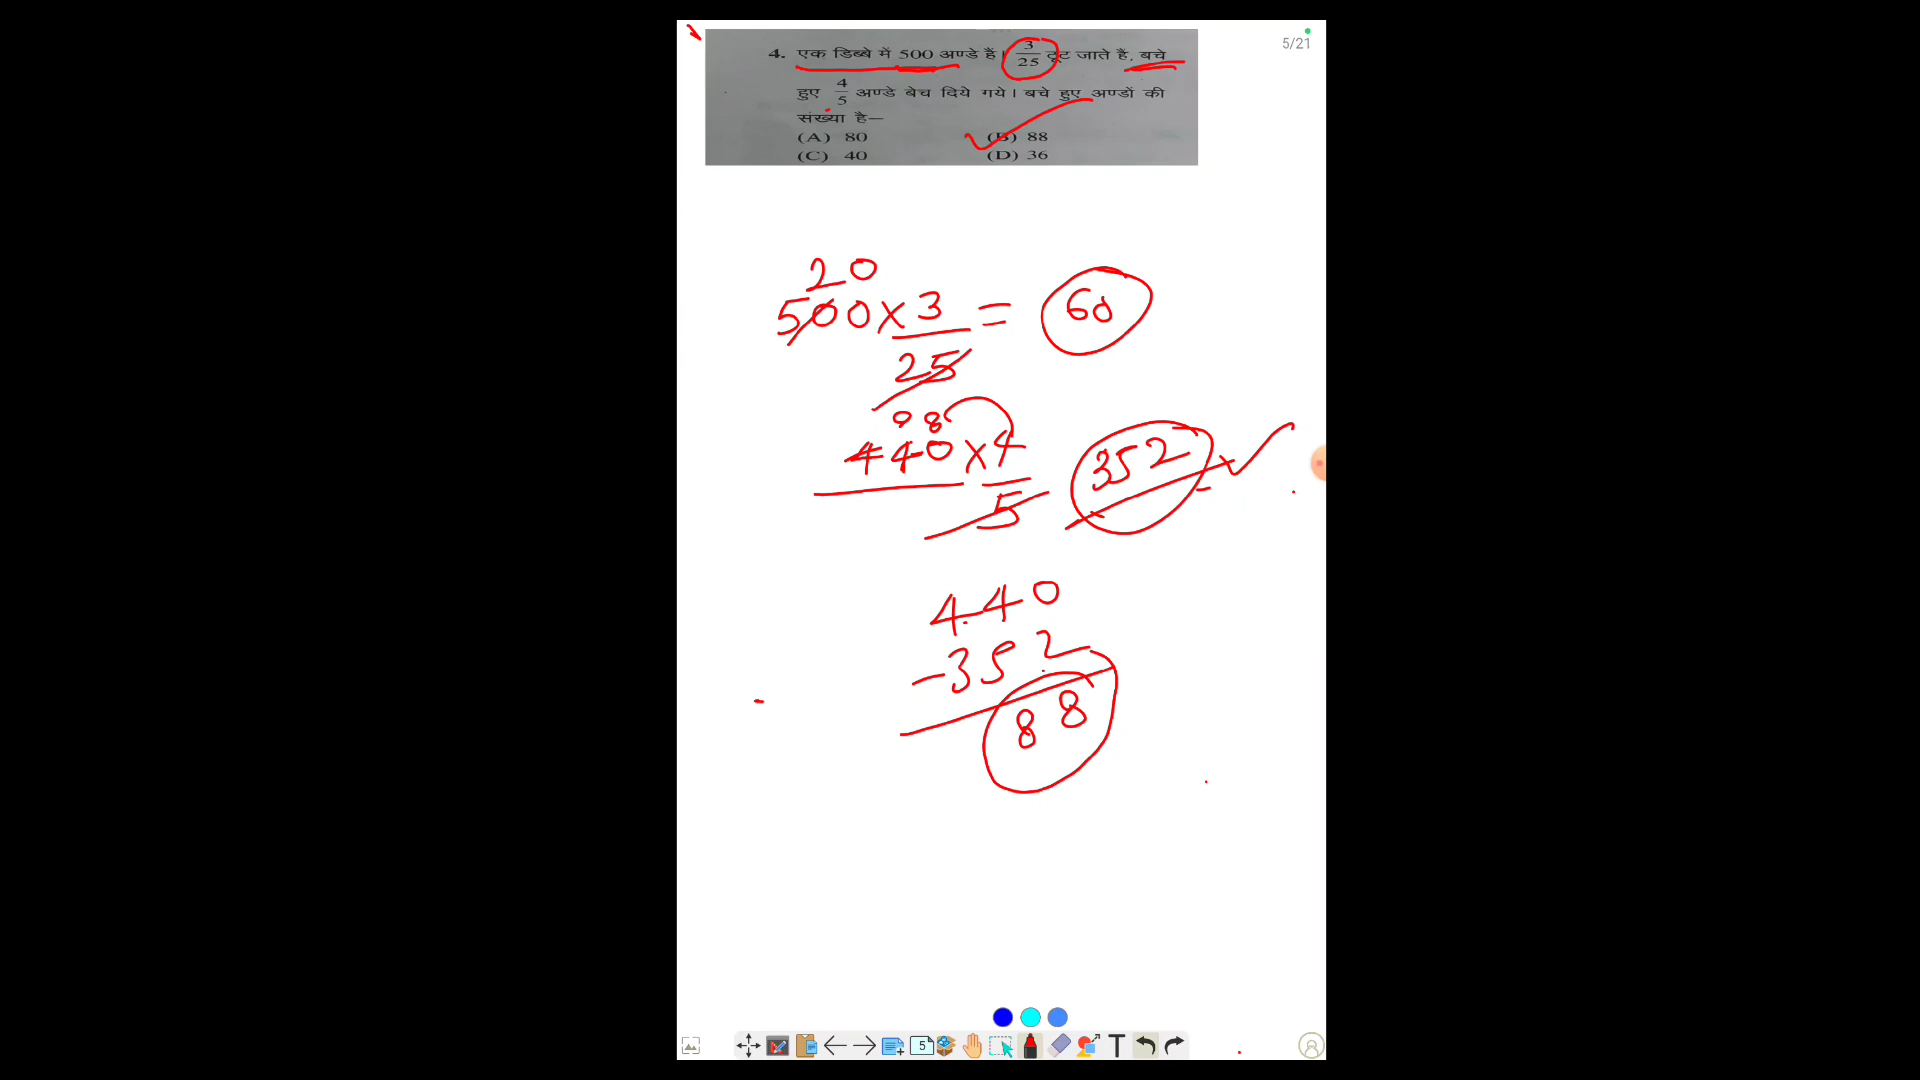 5/21
4. एक डिब्बे में 500 अण्डे हैं। 3/25 टूट जाते हैं, बचे
हुए 4/5 अण्डे बेच दिये गये। बचे हुए अण्डों की
संख्या है—
(A) 80 (B) 88
(C) 40 (D) 36
20
500 x 3 = 60
25
88
440 x 4 352
5
440
-352
88
5 T